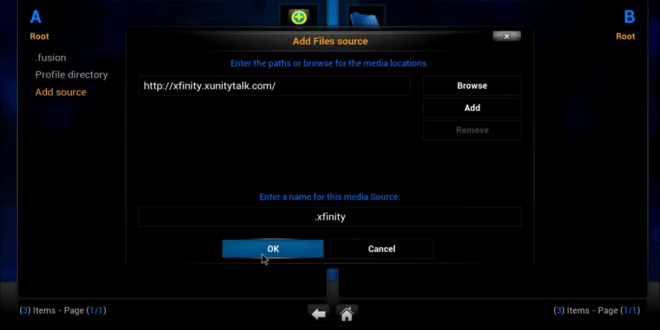 A
B
Root
Root
Add Files source
Enter the paths or browse for the media locations.
.fusion
Profile directory
Add source
http://xfinity.xunitytalk.com/
Browse
Add
Remove
Enter a name for this media Source.
.xfinity
OK
Cancel
(3) Items - Page (1/1)
(3) Items - Page (1/1)